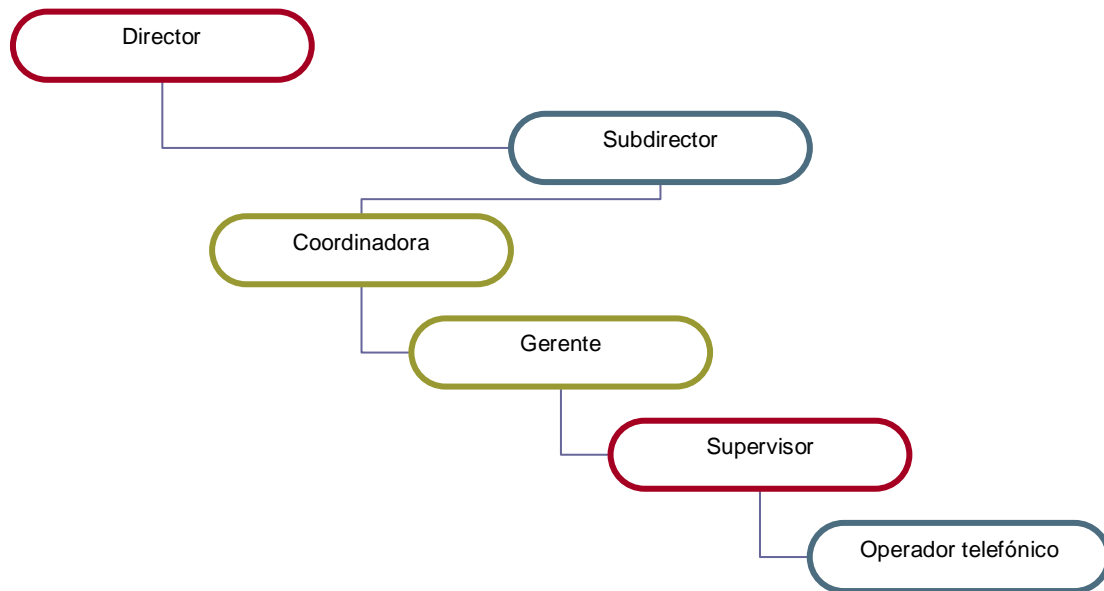 Director
Subdirector
Coordinadora
Gerente
Supervisor
Operador telefónico